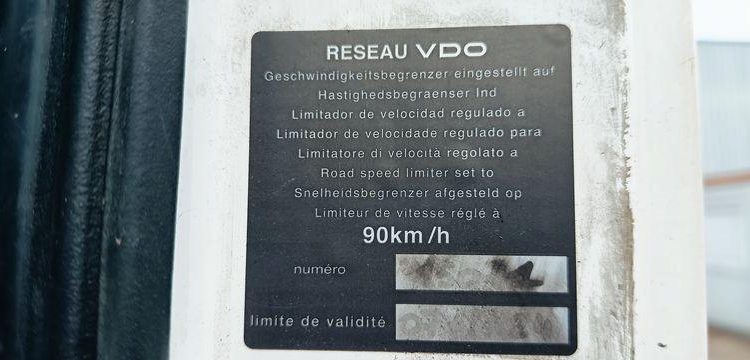 RESEAU VDO
Geschwindigkeitsbegrenzer eingestellt auf
Hastighedsbegraenser Ind
Limitador de velocidad regulado a
Limitador de velocidade regulado para
Limitatore di velocità regolato a
Road speed limiter set to
Snelheidsbegrenzer afgesteld op
Limiteur de vitesse réglé à
90km/h
numéro
limite de validité